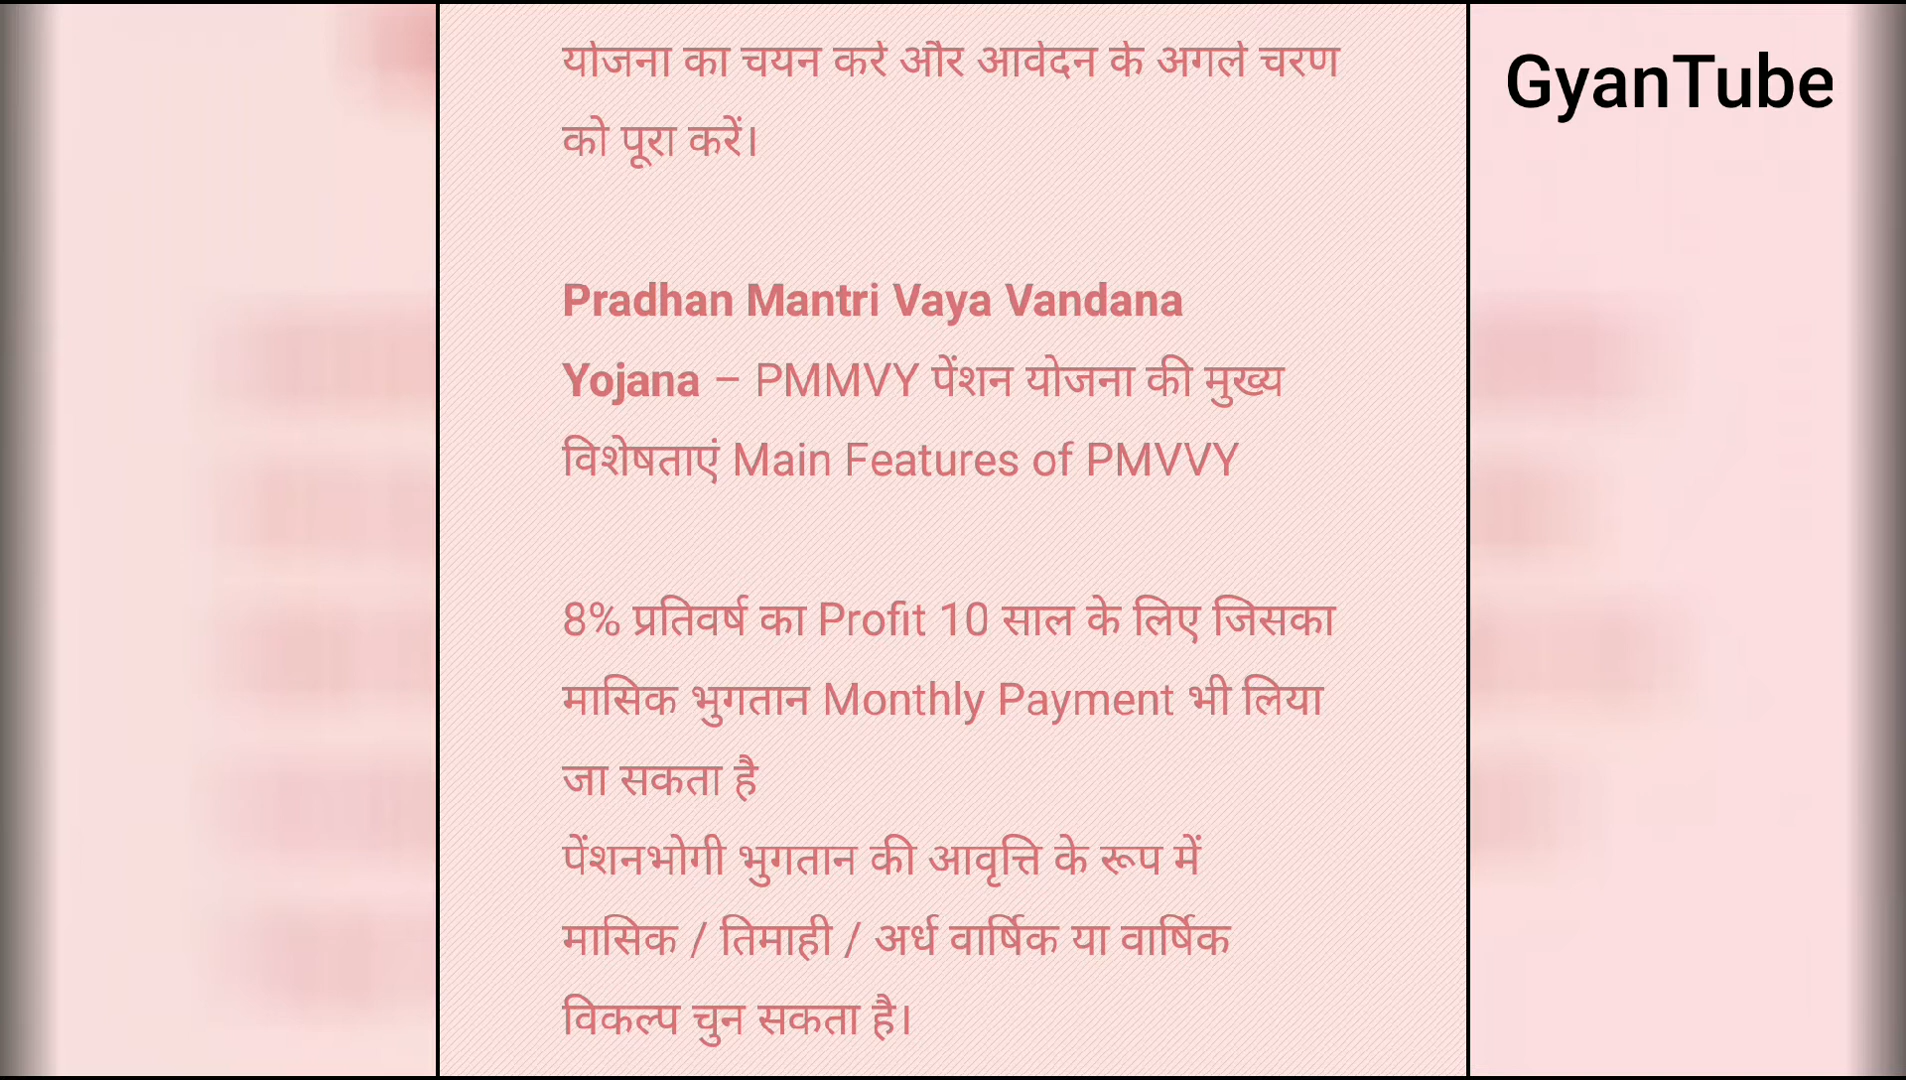 योजना का चयन करें और आवेदन के अगले चरण
को पूरा करें।
GyanTube
Pradhan Mantri Vaya Vandana
Yojana – PMMVY पेंशन योजना की मुख्य
विशेषताएं Main Features of PMVVY
8% प्रतिवर्ष का Profit 10 साल के लिए जिसका
मासिक भुगतान Monthly Payment भी लिया
जा सकता है
पेंशनभोगी भुगतान की आवृत्ति के रूप में
मासिक / तिमाही / अर्ध वार्षिक या वार्षिक
विकल्प चुन सकता है।